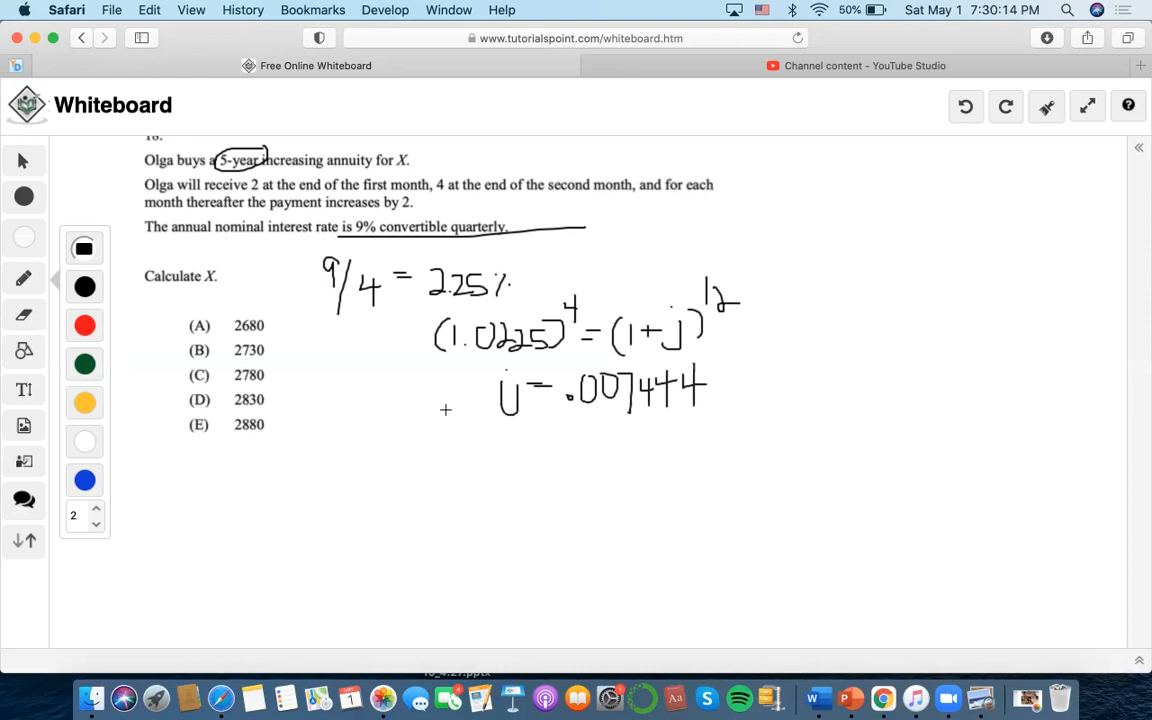 Safari File Edit View History Bookmarks Develop Window Help 50% Sat May 1 7:30:14 PM
www.tutorialspoint.com/whiteboard.htm
Free Online Whiteboard
Channel content - YouTube Studio
Whiteboard
Olga buys a 5-year increasing annuity for X.
Olga will receive 2 at the end of the first month, 4 at the end of the second month, and for each
month thereafter the payment increases by 2.
The annual nominal interest rate is 9% convertible quarterly.
Calculate X.
9/4 = 2.25%
(1.0225)^4 = (1+j)^12
j = .007444
(A) 2680
(B) 2730
(C) 2780
(D) 2830
(E) 2880
T
2